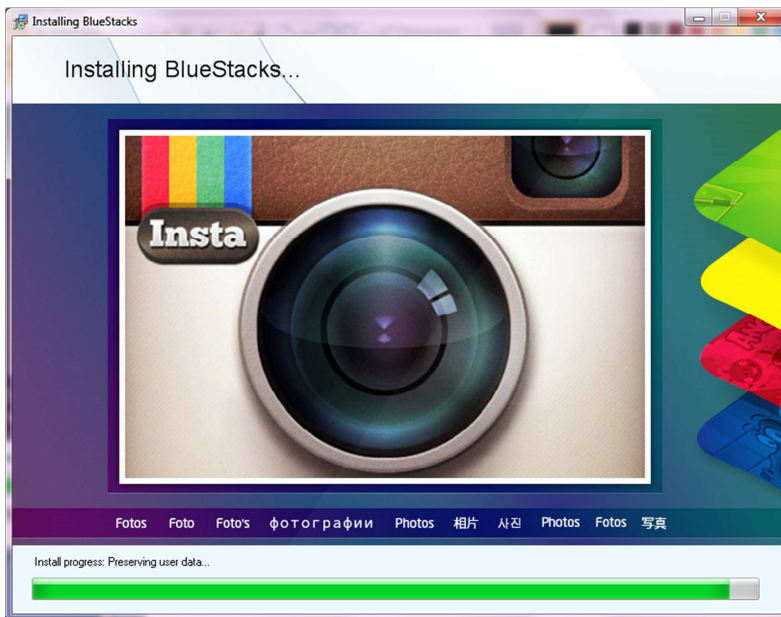 Installing BlueStacks
Installing BlueStacks...
Insta
Fotos Foto Foto's фотографии Photos 相片 사진 Photos Fotos 写真
Install progress: Preserving user data...